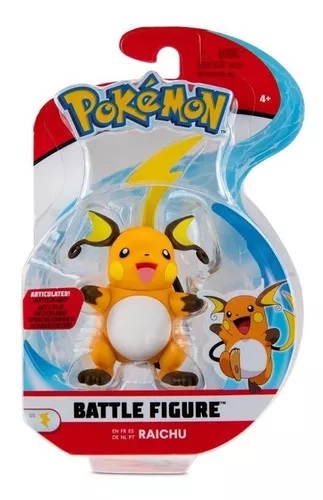 POKÉMON
4+
ARTICULATED!
BATTLE FIGURE™
EN FR ES
DE NL PT
RAICHU